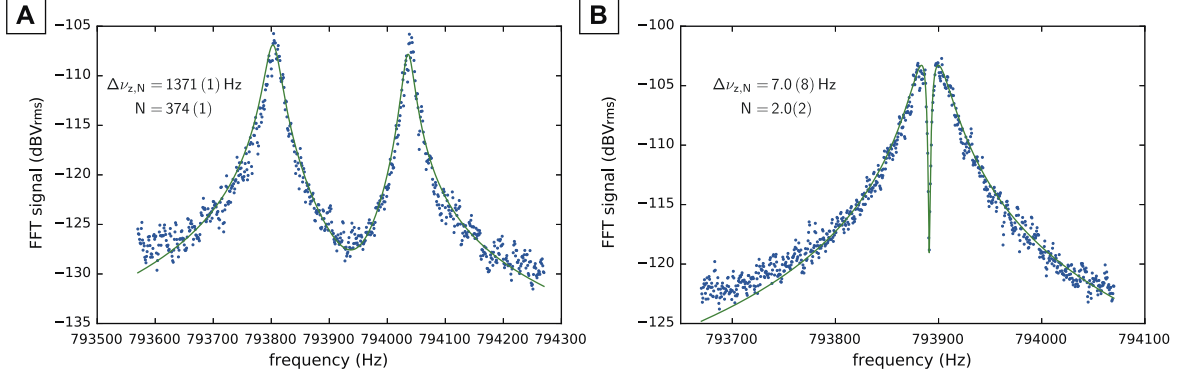 A
−105
−110
−115
−120
−125
−130
−135
FFT signal (dBVrms)
Δν_z,N = 1371 (1) Hz
N = 374 (1)
793500 793600 793700 793800 793900 794000 794100 794200 794300
frequency (Hz)
B
−100
−105
−110
−115
−120
−125
FFT signal (dBVrms)
Δν_z,N = 7.0 (8) Hz
N = 2.0(2)
793700 793800 793900 794000 794100
frequency (Hz)